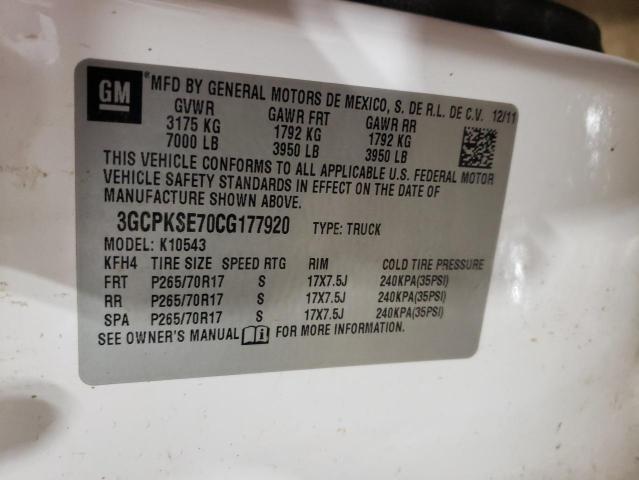 GM
® MFD BY GENERAL MOTORS DE MEXICO, S. DE R.L. DE C.V. 12/11
GVWR GAWR FRT GAWR RR
3175 KG 1792 KG 1792 KG
7000 LB 3950 LB 3950 LB
THIS VEHICLE CONFORMS TO ALL APPLICABLE U.S. FEDERAL MOTOR
VEHICLE SAFETY STANDARDS IN EFFECT ON THE DATE OF
MANUFACTURE SHOWN ABOVE.
3GCPKSE70CG177920 TYPE: TRUCK
MODEL: K10543
KFH4 TIRE SIZE SPEED RTG RIM COLD TIRE PRESSURE
FRT P265/70R17 S 17X7.5J 240KPA(35PSI)
RR P265/70R17 S 17X7.5J 240KPA(35PSI)
SPA P265/70R17 S 17X7.5J 240KPA(35PSI)
SEE OWNER'S MANUAL FOR MORE INFORMATION.